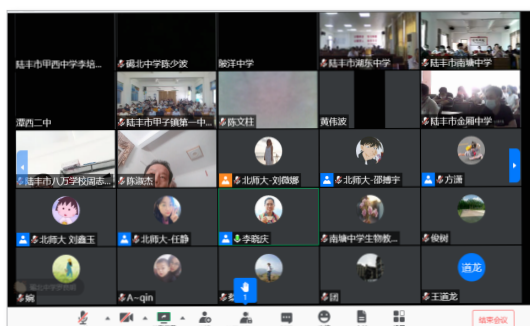 陆丰市甲西中学李培...
碣北中学陈少波
陂洋中学
陆丰市湖东中学
陆丰市南塘中学
潭西二中
陆丰市甲子镇第一中...
陈文柱
黄伟波
陆丰市金厢中学
陆丰市八万学校周志...
陈淑杰
北师大-刘微娜
北师大-邵搏宇
方潇
北师大 刘鑫玉
北师大-任静
李晓庆
南塘中学生物教...
俊树
婉
A~qin
1
团
道龙
王道龙
结束会议